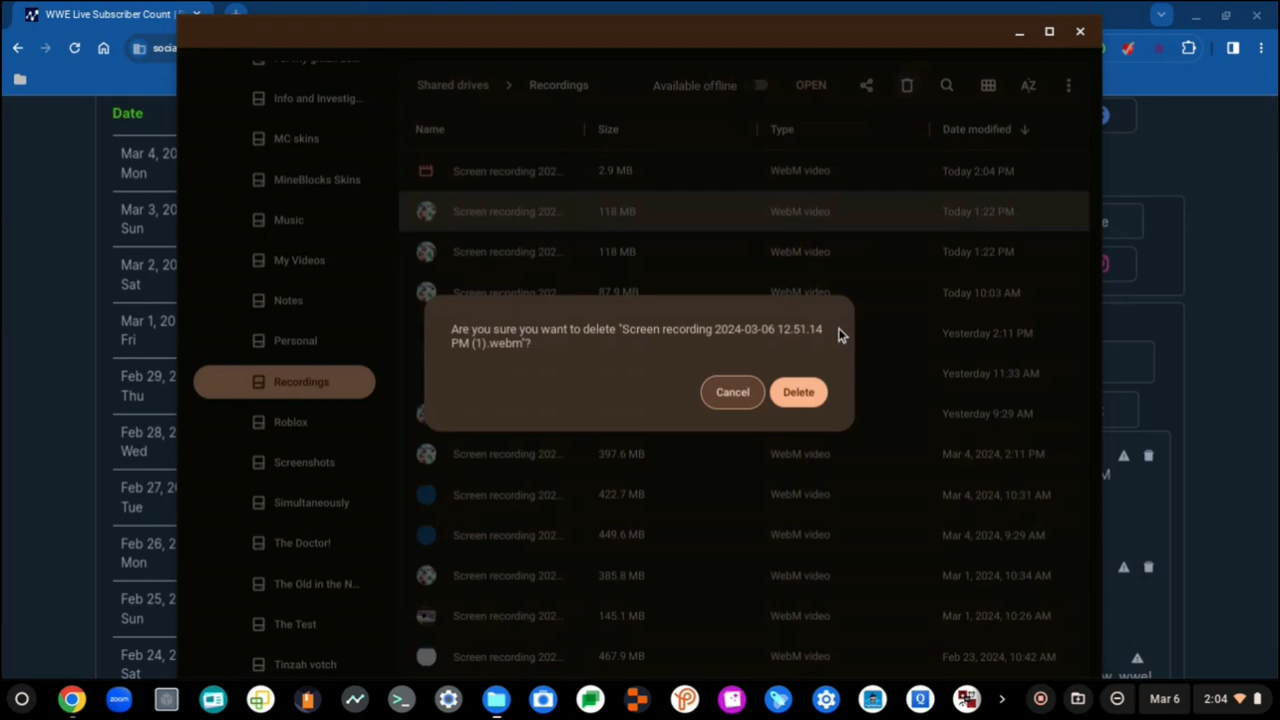 WWE Live Subscriber Count |
socia
Date
Mar 4, 20
Mon
Mar 3, 20
Sun
Mar 2, 20
Sat
Mar 1, 20
Fri
Feb 29, 2
Thu
Feb 28, 2
Wed
Feb 27, 2
Tue
Feb 26, 2
Mon
Feb 25, 2
Sun
Feb 24, 2
Sat
Info and Investig...
MC skins
MineBlocks Skins
Music
My Videos
Notes
Personal
Recordings
Roblox
Screenshots
Simultaneously
The Doctor!
The Old in the N...
The Test
Tinzah votch
Shared drives > Recordings Available offline OPEN AZ
Name Size Type Date modified
Screen recording 202... 2.9 MB WebM video Today 2:04 PM
Screen recording 202... 118 MB WebM video Today 1:22 PM
Screen recording 202... 118 MB WebM video Today 1:22 PM
Screen recording 202... 87.9 MB WebM video Today 10:03 AM
Yesterday 2:11 PM
Yesterday 11:33 AM
Yesterday 9:29 AM
Screen recording 202... 397.6 MB WebM video Mar 4, 2024, 2:11 PM
Screen recording 202... 422.7 MB WebM video Mar 4, 2024, 10:31 AM
Screen recording 202... 449.6 MB WebM video Mar 4, 2024, 9:29 AM
Screen recording 202... 385.8 MB WebM video Mar 1, 2024, 10:34 AM
Screen recording 202... 145.1 MB WebM video Mar 1, 2024, 10:26 AM
Screen recording 202... 467.9 MB WebM video Feb 23, 2024, 10:42 AM
Are you sure you want to delete "Screen recording 2024-03-06 12.51.14
PM (1).webm"?
Cancel Delete
e
M
zoom
Q
Mar 6
2:04